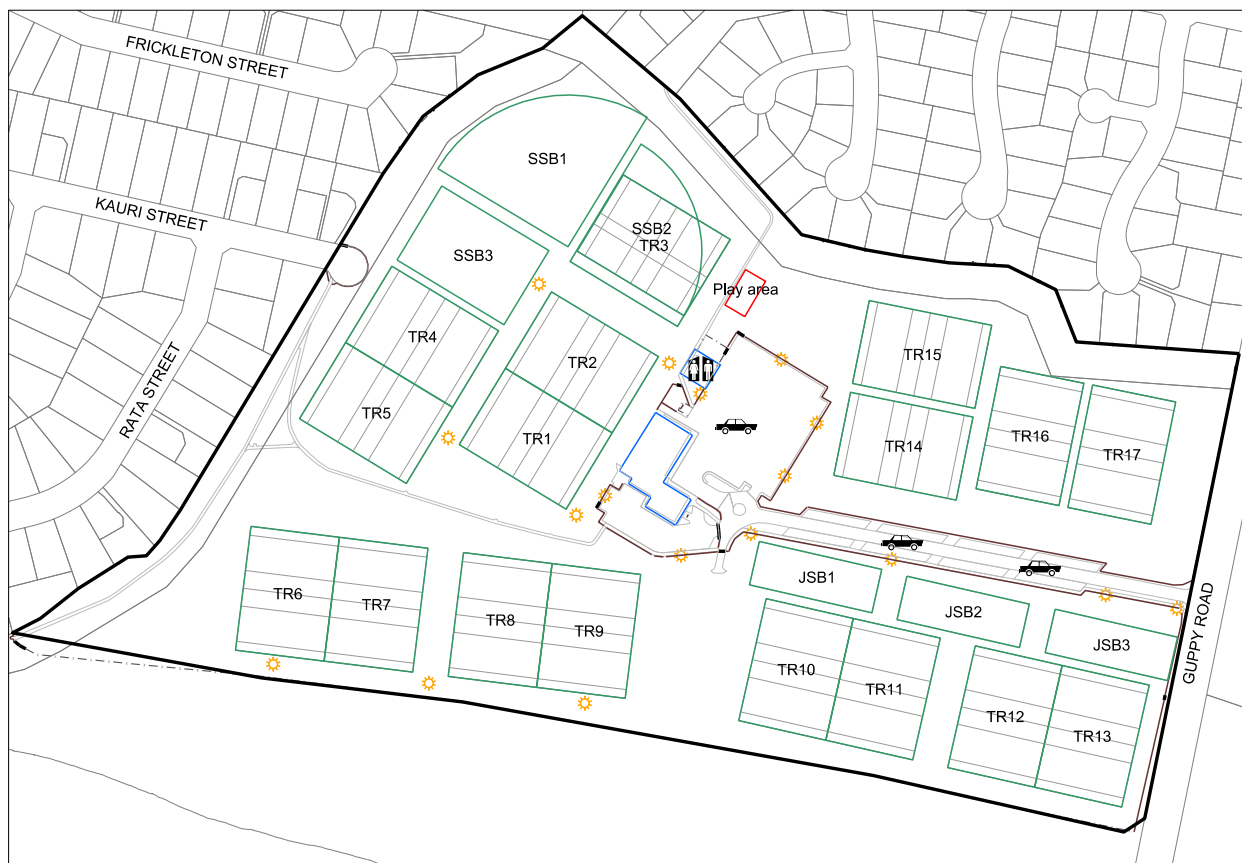 FRICKLETON STREET
SSB1
KAURI STREET
SSB2
TR3
SSB3
Play area
TR4
TR2
TR15
RATA STREET
TR5
TR1
TR14
TR16
TR17
JSB1
TR6
TR7
TR8
TR9
JSB2
JSB3
GUPPY ROAD
TR10
TR11
TR12
TR13